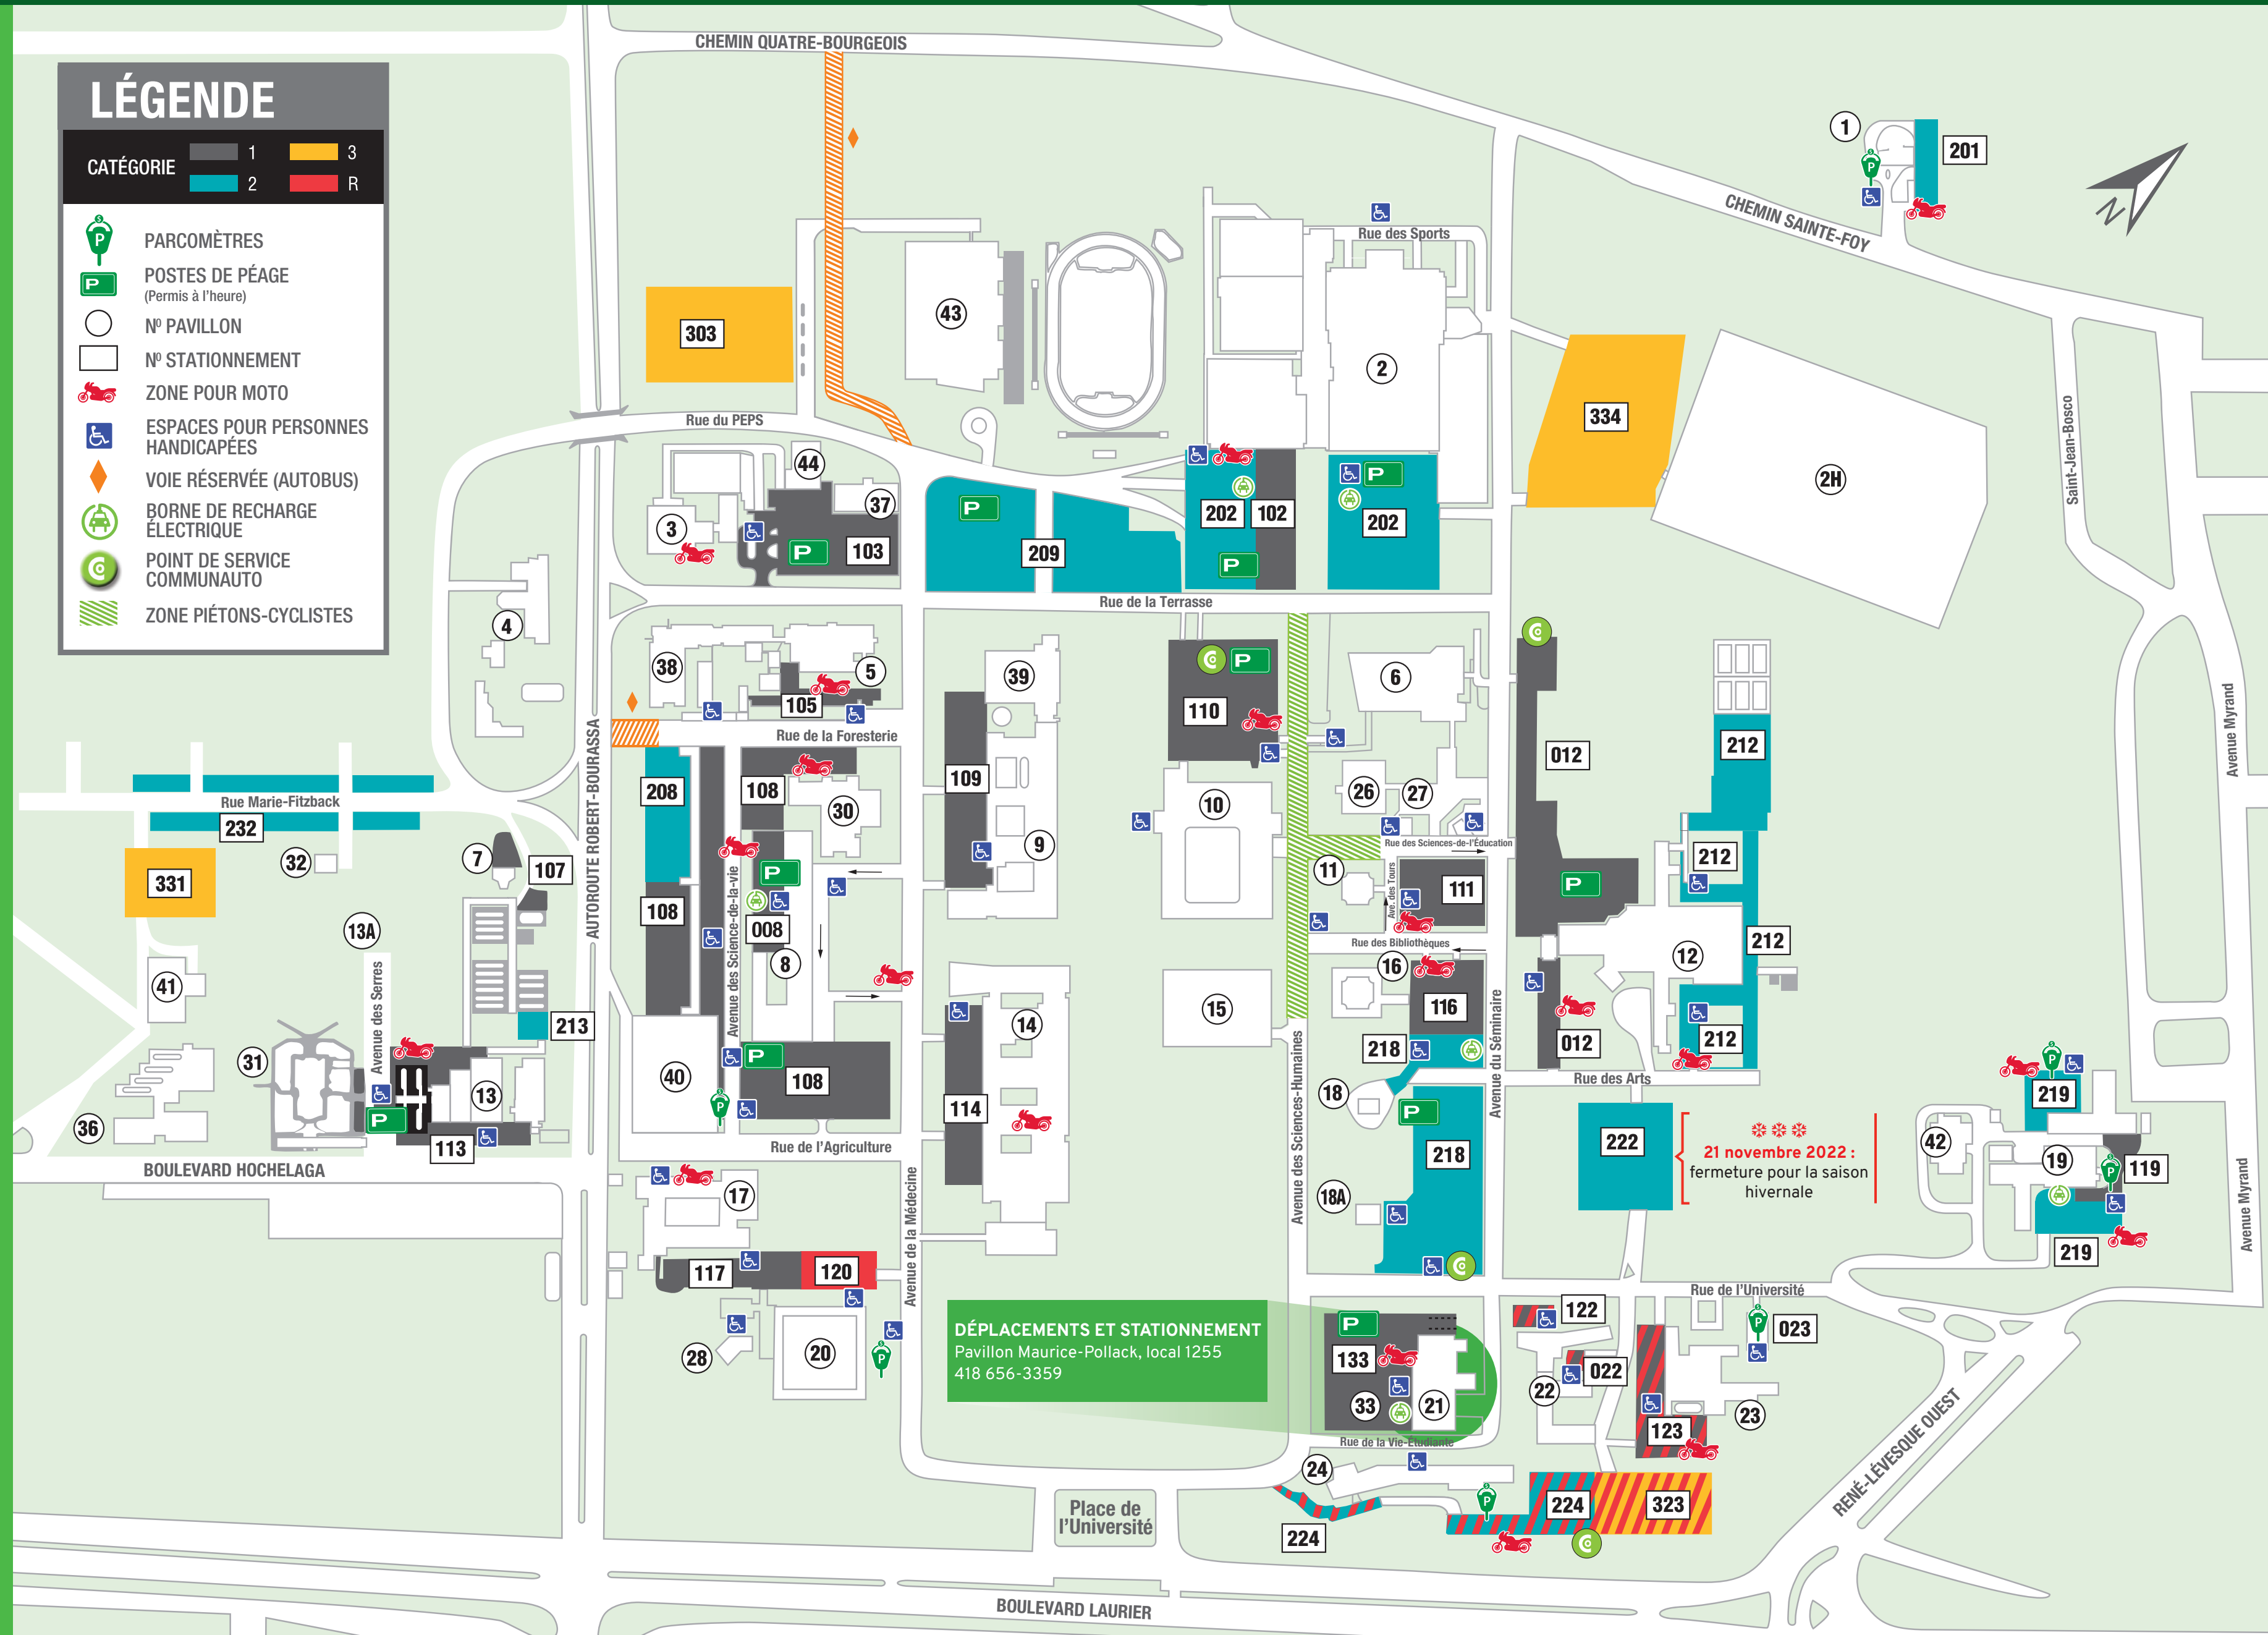 CHEMIN QUATRE-BOURGEOIS
LÉGENDE
CATÉGORIE
1
3
2
R
$
P
PARCOMÈTRES
P
POSTES DE PÉAGE
(Permis à l'heure)
Nº PAVILLON
Nº STATIONNEMENT
ZONE POUR MOTO
ESPACES POUR PERSONNES
HANDICAPÉES
VOIE RÉSERVÉE (AUTOBUS)
BORNE DE RECHARGE
ÉLECTRIQUE
POINT DE SERVICE
COMMUNAUTO
ZONE PIÉTONS-CYCLISTES
1
201
P
CHEMIN SAINTE-FOY
N
Rue des Sports
303
43
2
334
2H
Saint-Jean-Bosco
Rue du PEPS
44
37
3
P
103
P
209
202
102
P
P
202
Rue de la Terrasse
4
38
5
105
39
110
P
6
012
212
Avenue Myrand
Rue de la Foresterie
AUTOROUTE ROBERT-BOURASSA
208
108
30
109
9
10
26
27
Rue Marie-Fitzback
232
331
32
7
107
108
Avenue des Science-de-la-vie
P
008
8
Rue des Sciences-de-l'Éducation
11
Ave. des Tours
111
P
212
212
12
Rue des Bibliothèques
13A
41
Avenue des Serres
213
16
116
15
14
218
012
212
31
36
13
P
113
40
P
108
P
114
18
Rue des Arts
Avenue du Séminaire
Avenue des Sciences-Humaines
P
218
18A
222
21 novembre 2022 :
fermeture pour la saison
hivernale
P
219
42
19
P
119
219
Avenue Myrand
BOULEVARD HOCHELAGA
Rue de l'Agriculture
17
Avenue de la Médecine
117
120
28
20
P
Rue de l'Université
DÉPLACEMENTS ET STATIONNEMENT
Pavillon Maurice-Pollack, local 1255
418 656-3359
P
133
33
21
122
022
22
123
23
P
023
Rue de la Vie-Étudiante
24
P
224
224
323
RENÉ-LÉVESQUE OUEST
Place de
l'Université
BOULEVARD LAURIER